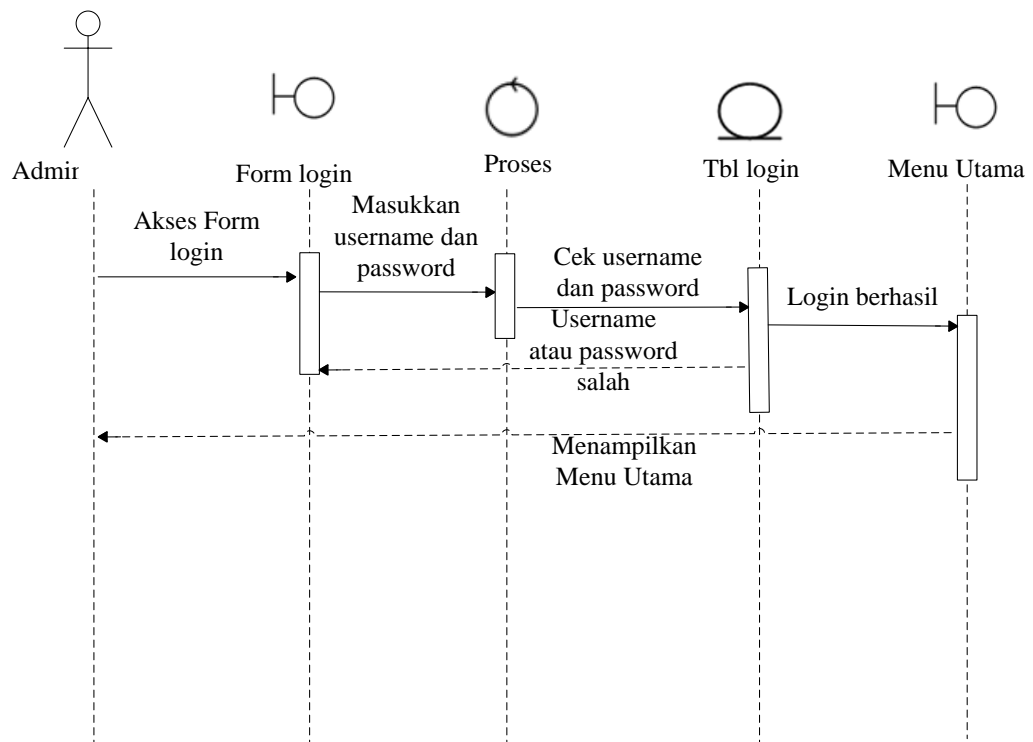 Admin
Form login
Proses
Tbl login
Menu Utama
Akses Form
login
Masukkan
username dan
password
Cek username
dan password
Login berhasil
Username
atau password
salah
Menampilkan
Menu Utama